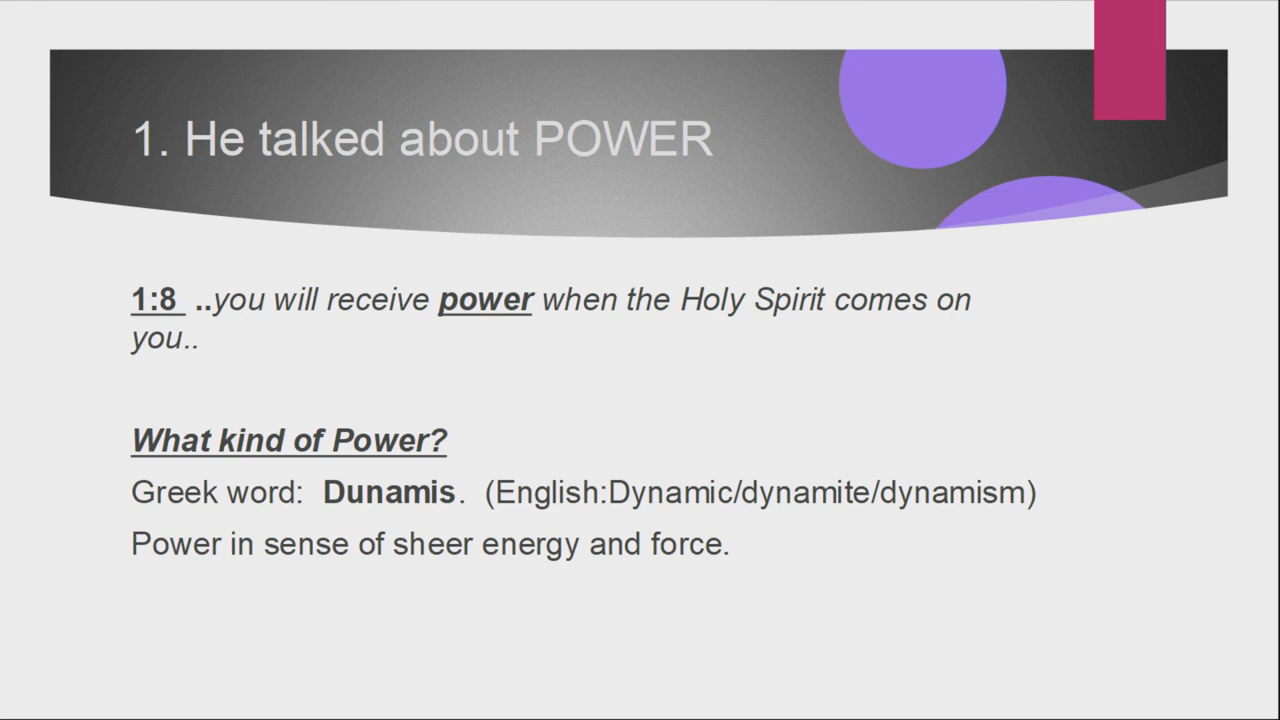 1. He talked about POWER
1:8 ..you will receive power when the Holy Spirit comes on
you..
What kind of Power?
Greek word: Dunamis. (English:Dynamic/dynamite/dynamism)
Power in sense of sheer energy and force.